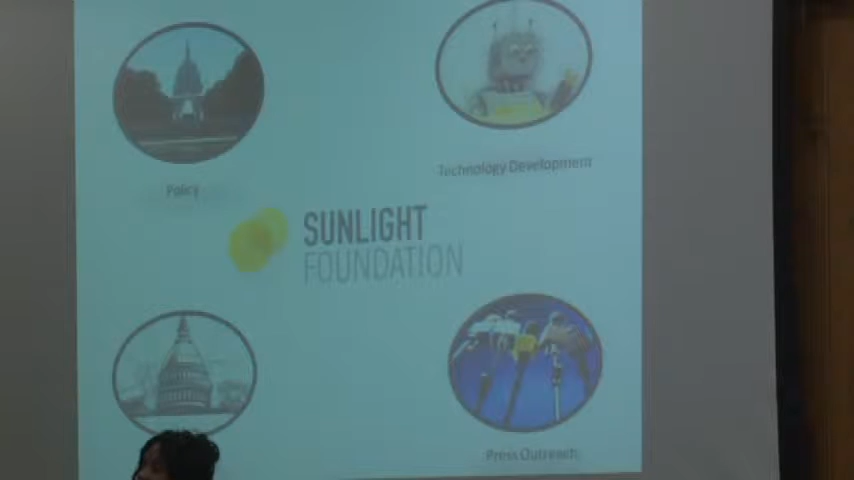 Policy
Technology Development
SUNLIGHT
FOUNDATION
Press Outreach